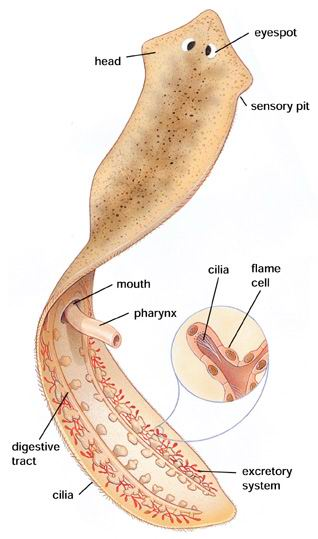 eyespot
head
sensory pit
cilia
flame
cell
mouth
pharynx
digestive
tract
cilia
excretory
system